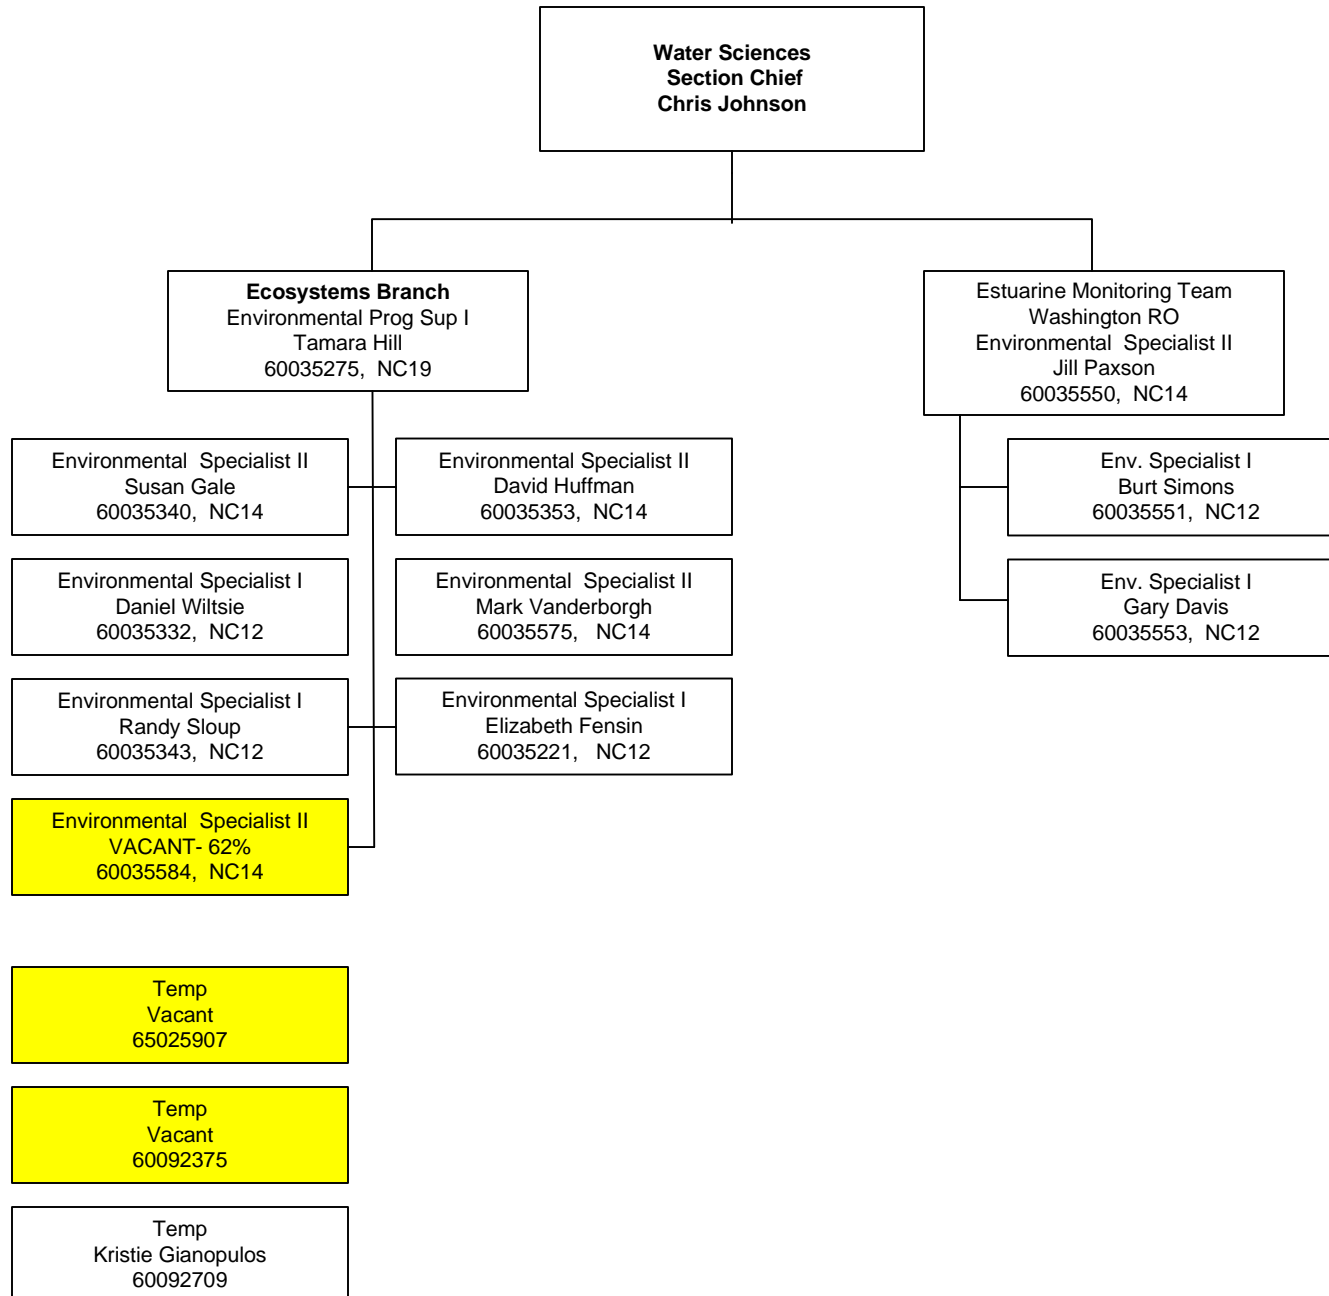 Water Sciences
Section Chief
Chris Johnson
Ecosystems Branch
Environmental Prog Sup I
Tamara Hill
60035275, NC19
Estuarine Monitoring Team
Washington RO
Environmental Specialist II
Jill Paxson
60035550, NC14
Environmental Specialist II
Susan Gale
60035340, NC14
Environmental Specialist II
David Huffman
60035353, NC14
Env. Specialist I
Burt Simons
60035551, NC12
Environmental Specialist I
Daniel Wiltsie
60035332, NC12
Environmental Specialist II
Mark Vanderborgh
60035575, NC14
Env. Specialist I
Gary Davis
60035553, NC12
Environmental Specialist I
Randy Sloup
60035343, NC12
Environmental Specialist I
Elizabeth Fensin
60035221, NC12
Environmental Specialist II
VACANT- 62%
60035584, NC14
Temp
Vacant
65025907
Temp
Vacant
60092375
Temp
Kristie Gianopulos
60092709